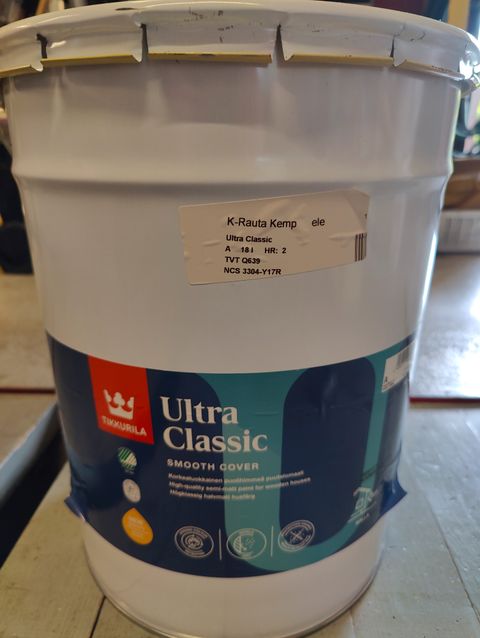 K-Rauta Kemp ele
Ultra Classic
A 18 l HR: 2
TVT Q639
NCS 3304-Y17R
TIKKURILA
Ultra
Classic
SMOOTH COVER
Korkealuokkainen puolihimmeä puutalomaali
High-quality semi-matt paint for wooden houses
Högklassig halvmatt husfärg